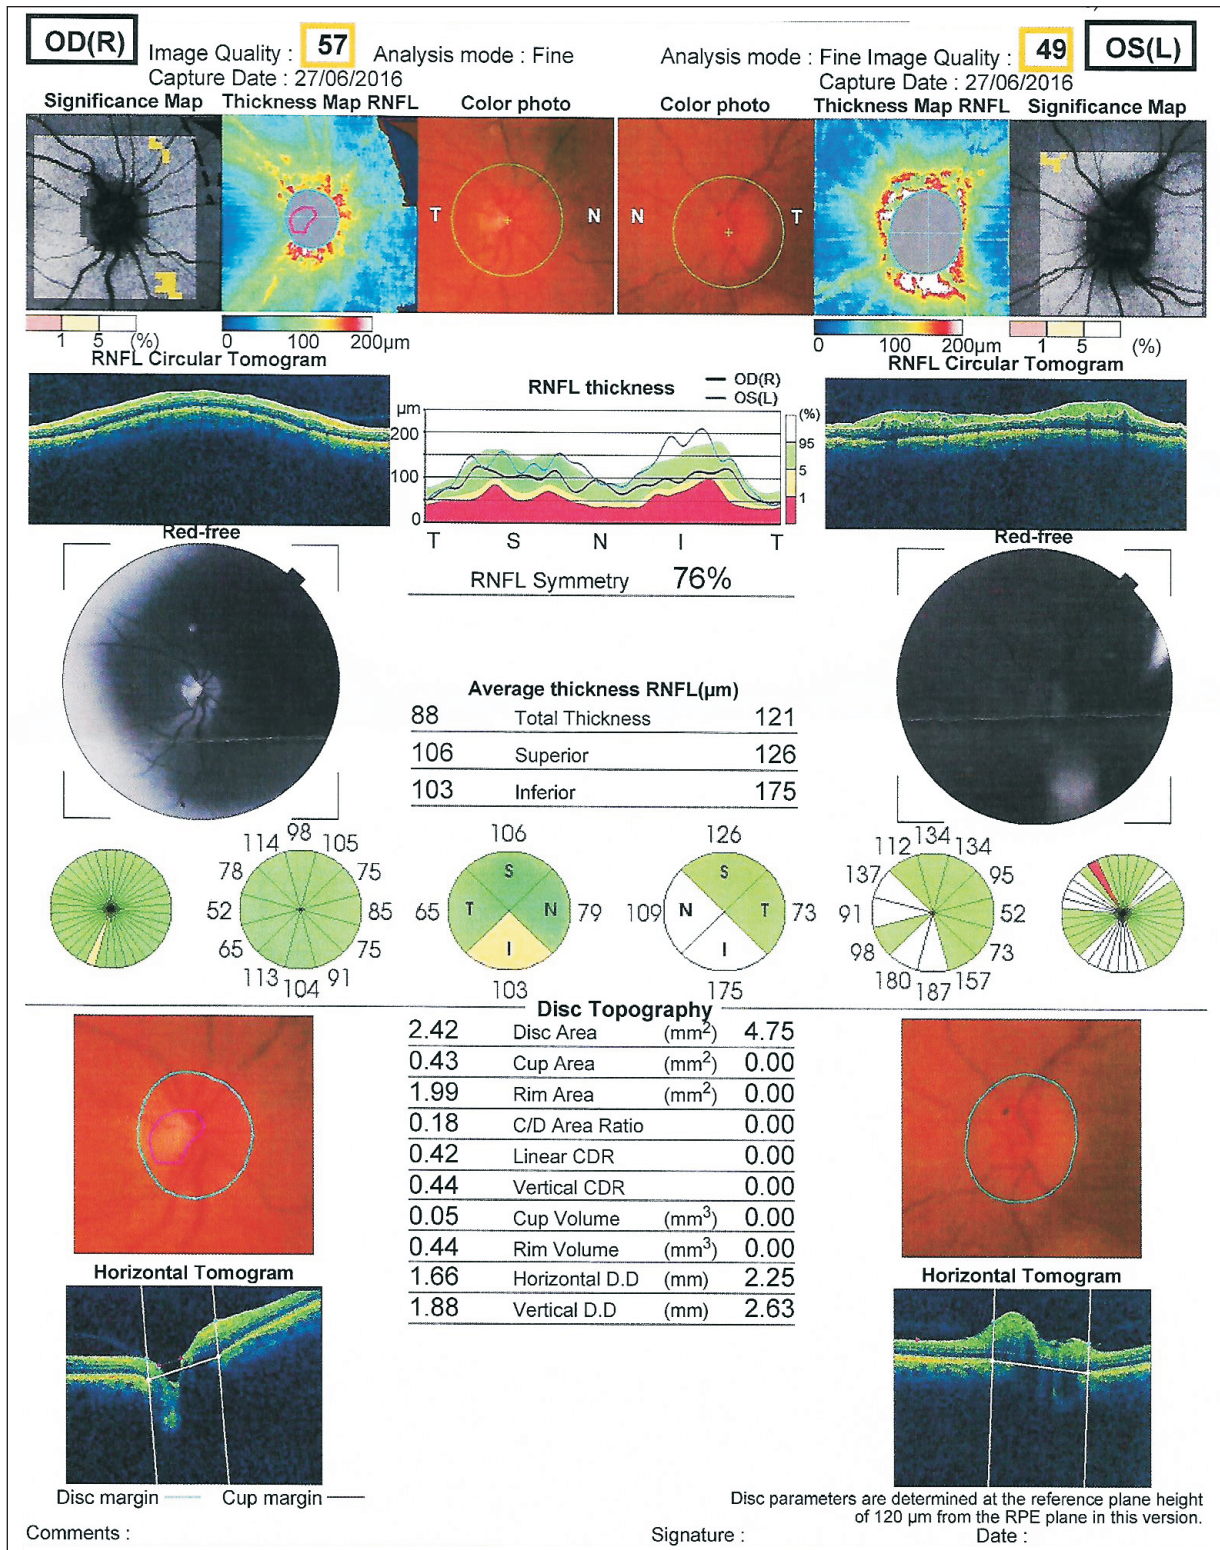 OD(R) Image Quality : 57 Analysis mode : Fine Analysis mode : Fine Image Quality : 49 OS(L)
Capture Date : 27/06/2016 Capture Date : 27/06/2016
Significance Map Thickness Map RNFL Color photo Color photo Thickness Map RNFL Significance Map
T N N T
1 5 (%) 0 100 200µm 0 100 200µm 1 5 (%)
RNFL Circular Tomogram RNFL Circular Tomogram
RNFL thickness OD(R)
OS(L)
µm (%)
200
95
100 5
1
0
T S N I T
Red-free Red-free
RNFL Symmetry 76%
Average thickness RNFL(µm)
88 Total Thickness 121
106 Superior 126
103 Inferior 175
114 98 105 106 126 112 134 134
78 75 S S 137 95
52 85 65 T N 79 109 N T 73 91 52
65 75 I I 98 73
113 104 91 103 175 180 187 157
Disc Topography
2.42 Disc Area (mm²) 4.75
0.43 Cup Area (mm²) 0.00
1.99 Rim Area (mm²) 0.00
0.18 C/D Area Ratio 0.00
0.42 Linear CDR 0.00
0.44 Vertical CDR 0.00
0.05 Cup Volume (mm³) 0.00
0.44 Rim Volume (mm³) 0.00
1.66 Horizontal D.D (mm) 2.25
1.88 Vertical D.D (mm) 2.63
Horizontal Tomogram Horizontal Tomogram
Disc margin Cup margin
Disc parameters are determined at the reference plane height
of 120 µm from the RPE plane in this version.
Comments : Signature : Date :